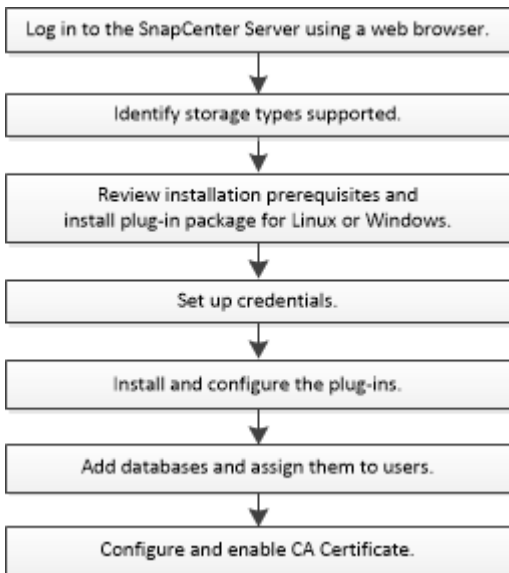 Log in to the SnapCenter Server using a web browser.
Identify storage types supported.
Review installation prerequisites and
install plug-in package for Linux or Windows.
Set up credentials.
Install and configure the plug-ins.
Add databases and assign them to users.
Configure and enable CA Certificate.